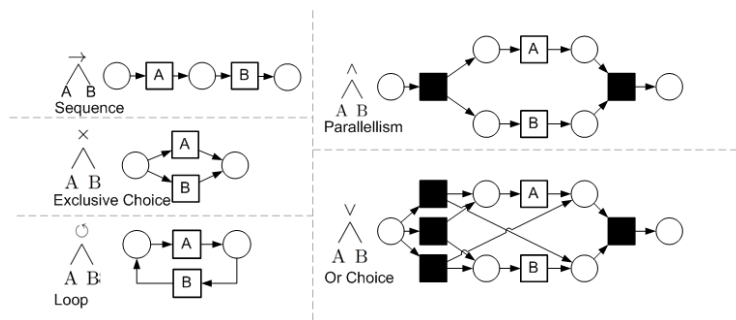 →
A B
Sequence
A
B
×
A B
Exclusive Choice
A
B
↺
A B
Loop
A
B
∧
A B
Parallellism
A
B
∨
A B
Or Choice
A
B